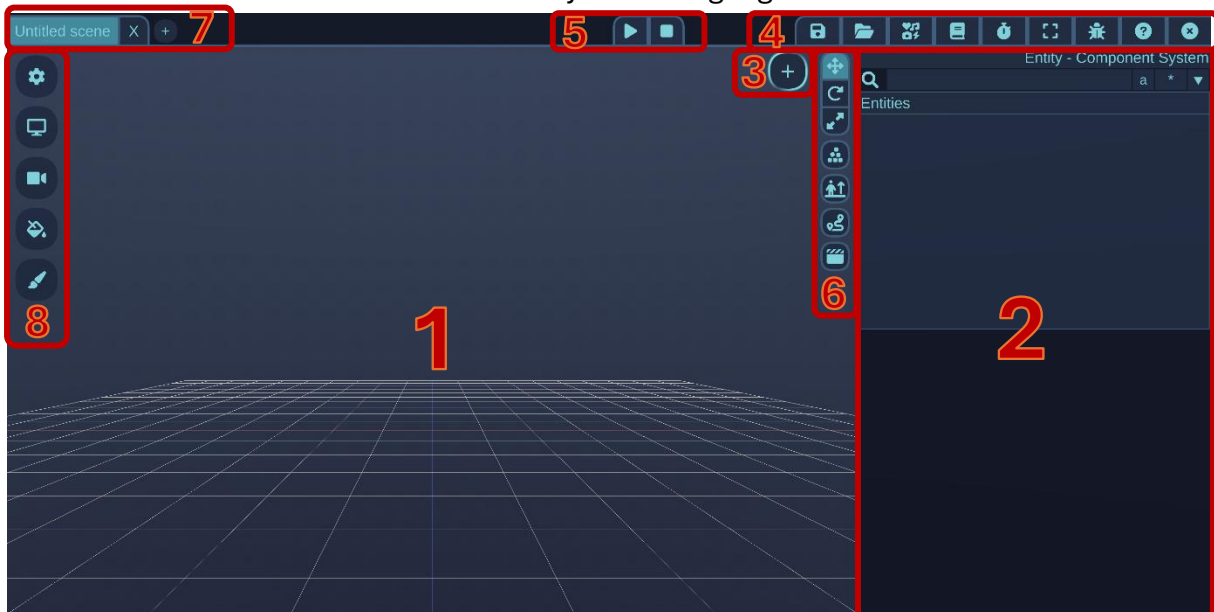 Untitled scene X + 7
5
4
3 +
Entity - Component System
a * ▼
Entities
8
1
6
2